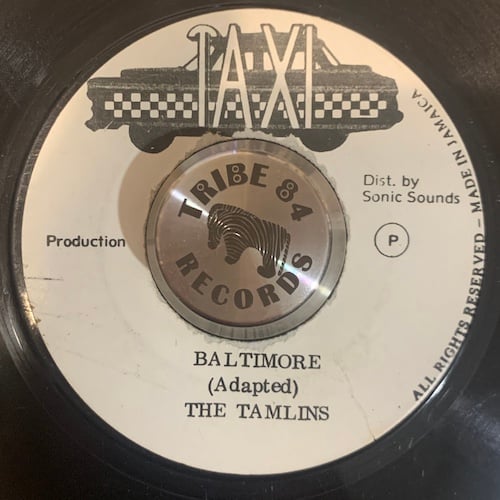 TAXI
TRIBE 84
RECORDS
Dist. by
Sonic Sounds
Production
P
BALTIMORE
(Adapted)
THE TAMLINS
ALL RIGHTS RESERVED – MADE IN JAMAICA